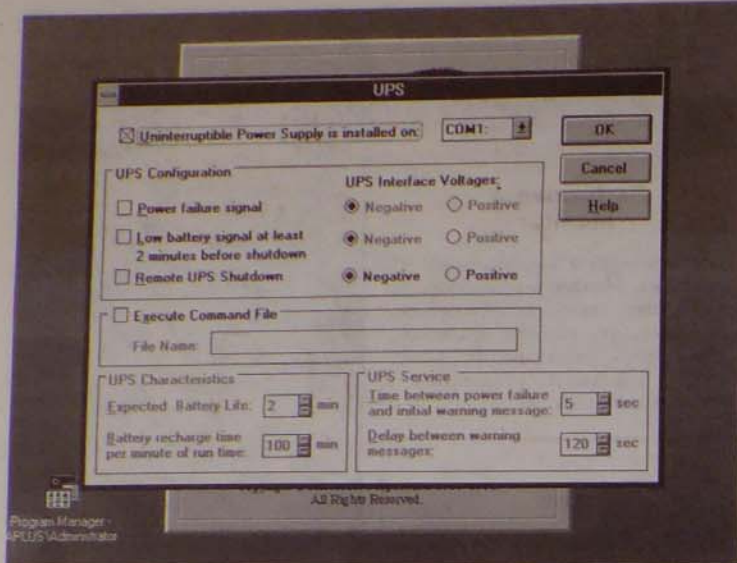 UPS
Uninterruptible Power Supply is installed on: COM1:
OK
Cancel
Help
UPS Configuration
UPS Interface Voltages:
Power failure signal
Negative Positive
Low battery signal at least
2 minutes before shutdown
Negative Positive
Remote UPS Shutdown
Negative Positive
Execute Command File
File Name:
UPS Characteristics
Expected Battery Life: 2 min
Battery recharge time
per minute of run time: 100 min
UPS Service
Time between power failure
and initial warning message: 5 sec
Delay between warning
messages: 120 sec
All Rights Reserved.
Program Manager -
APLUS\Administrator